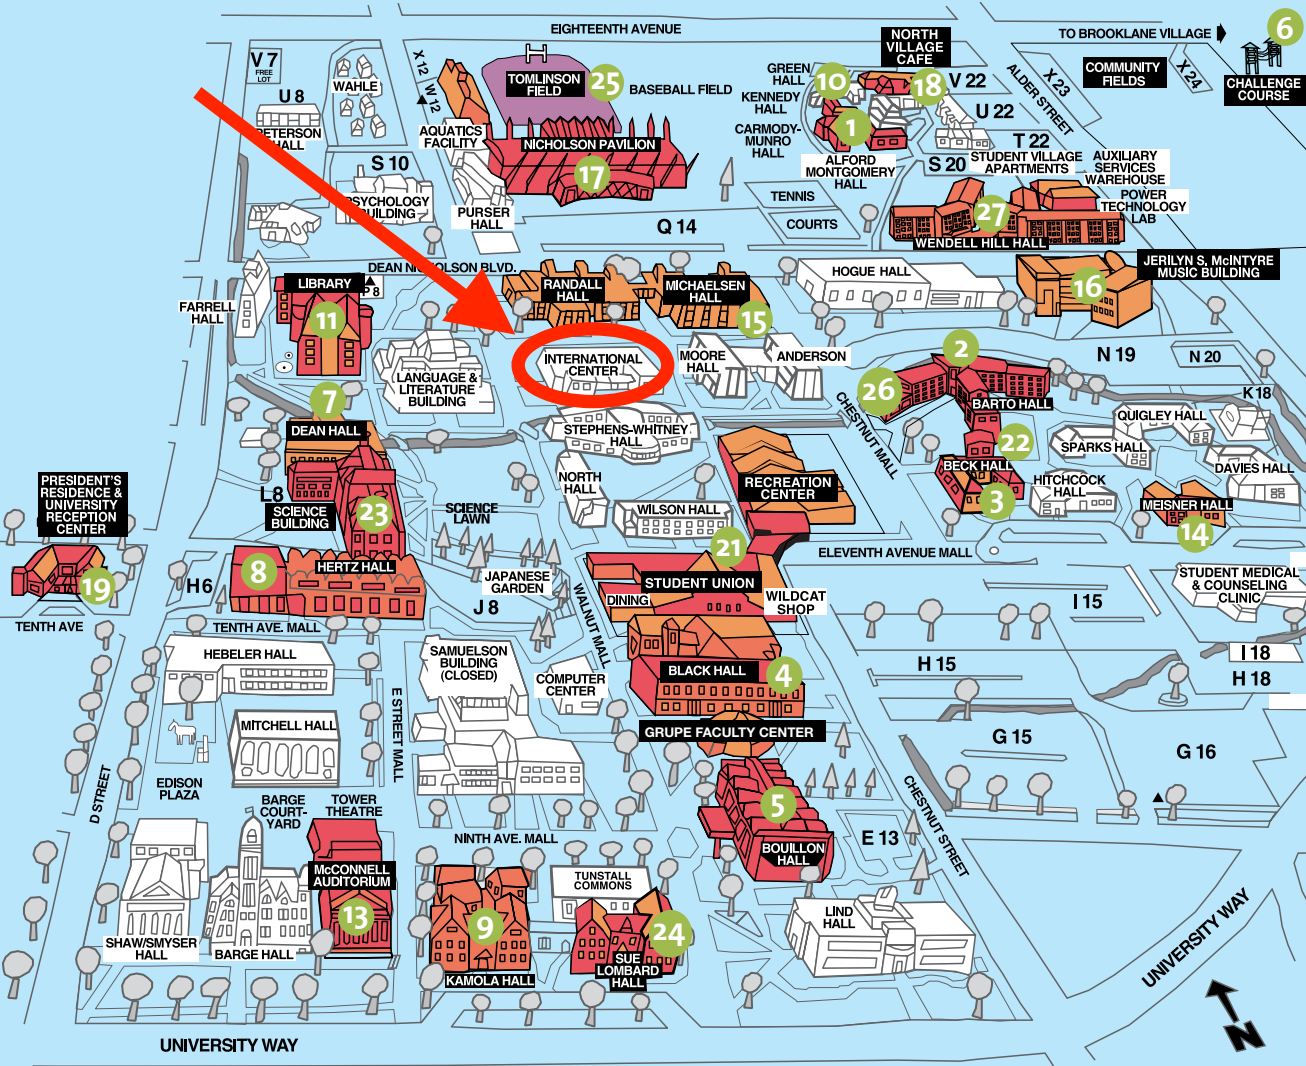 EIGHTEENTH AVENUE
TO BROOKLANE VILLAGE
6
CHALLENGE
COURSE
V 7
FREE
LOT
WAHLE
U 8
PETERSON
HALL
X 12
W 12
TOMLINSON
FIELD
25
BASEBALL FIELD
NORTH
VILLAGE
CAFE
GREEN
HALL
10
18
V 22
KENNEDY
HALL
U 22
CARMODY-
MUNRO
HALL
1
T 22
ALDER STREET
X 23
COMMUNITY
FIELDS
X 24
AQUATICS
FACILITY
NICHOLSON PAVILION
17
S 10
PSYCHOLOGY
BUILDING
PURSER
HALL
ALFORD
MONTGOMERY
HALL
S 20
STUDENT VILLAGE
APARTMENTS
AUXILIARY
SERVICES
WAREHOUSE
POWER
TECHNOLOGY
LAB
TENNIS
COURTS
Q 14
27
WENDELL HILL HALL
DEAN NICHOLSON BLVD.
P 8
LIBRARY
11
FARRELL
HALL
RANDALL
HALL
MICHAELSEN
HALL
15
HOGUE HALL
JERILYN S, McINTYRE
MUSIC BUILDING
16
LANGUAGE &
LITERATURE
BUILDING
INTERNATIONAL
CENTER
MOORE
HALL
ANDERSON
2
26
BARTO HALL
N 19
N 20
K 18
7
DEAN HALL
STEPHENS-WHITNEY
HALL
CHESTNUT MALL
22
QUIGLEY HALL
SPARKS HALL
DAVIES HALL
BECK HALL
3
HITCHCOCK
HALL
MEISNER HALL
14
PRESIDENT'S
RESIDENCE &
UNIVERSITY
RECEPTION
CENTER
19
L8
SCIENCE
BUILDING
23
SCIENCE
LAWN
NORTH
HALL
WILSON HALL
RECREATION
CENTER
21
ELEVENTH AVENUE MALL
8
HERTZ HALL
H 6
JAPANESE
GARDEN
J 8
WALNUT MALL
STUDENT UNION
DINING
WILDCAT
SHOP
STUDENT MEDICAL
& COUNSELING
CLINIC
I 15
TENTH AVE
TENTH AVE. MALL
HEBELER HALL
SAMUELSON
BUILDING
(CLOSED)
COMPUTER
CENTER
BLACK HALL
4
H 15
I 18
H 18
E STREET MALL
MITCHELL HALL
GRUPE FACULTY CENTER
G 15
G 16
D STREET
EDISON
PLAZA
BARGE
COURT-
YARD
TOWER
THEATRE
5
BOUILLON
HALL
E 13
CHESTNUT STREET
NINTH AVE. MALL
McCONNELL
AUDITORIUM
13
TUNSTALL
COMMONS
9
24
LIND
HALL
SHAW/SMYSER
HALL
BARGE HALL
KAMOLA HALL
SUE
LOMBARD
HALL
UNIVERSITY WAY
UNIVERSITY WAY
N